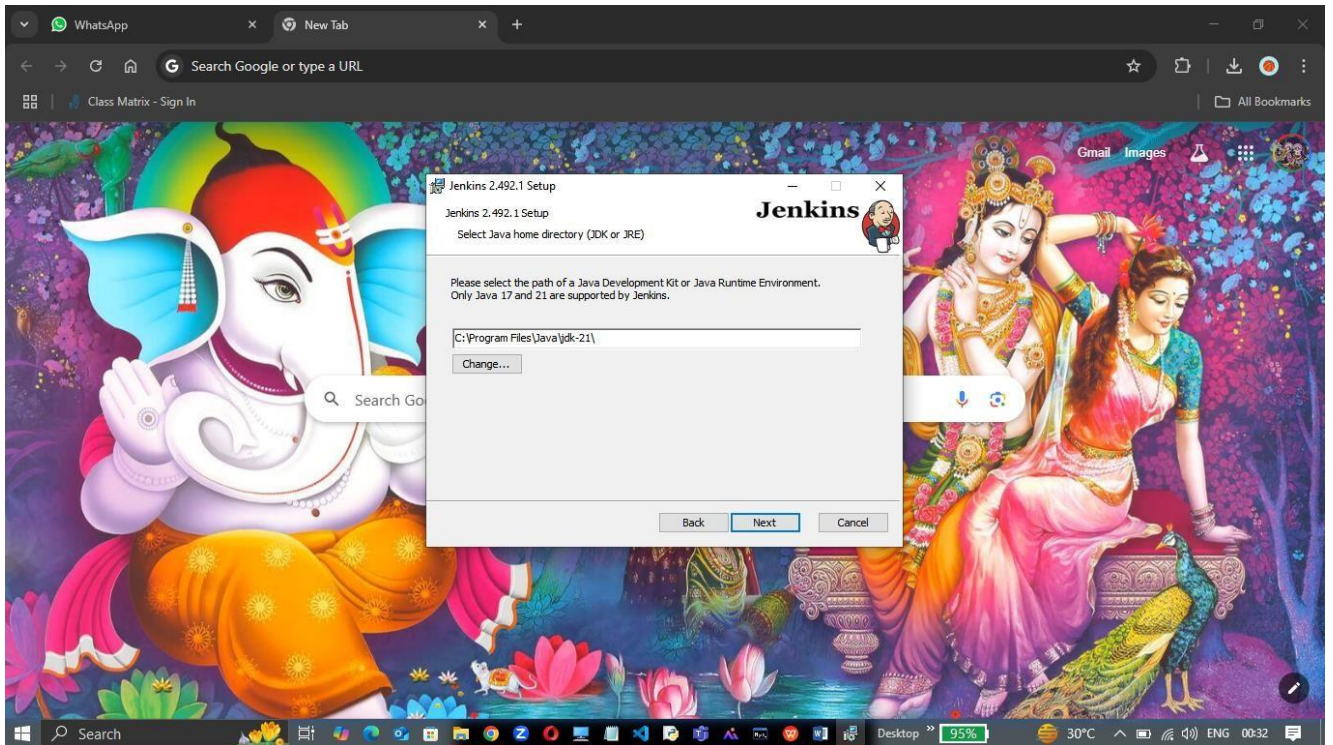 WhatsApp
New Tab
Search Google or type a URL
Class Matrix - Sign In
All Bookmarks
Gmail Images
Jenkins 2.492.1 Setup
Jenkins 2.492.1 Setup
Jenkins
Select Java home directory (JDK or JRE)
Please select the path of a Java Development Kit or Java Runtime Environment.
Only Java 17 and 21 are supported by Jenkins.
C:\Program Files\Java\jdk-21\
Change...
Search Go
Back Next Cancel
Search
Desktop
95%
30°C
ENG
00:32